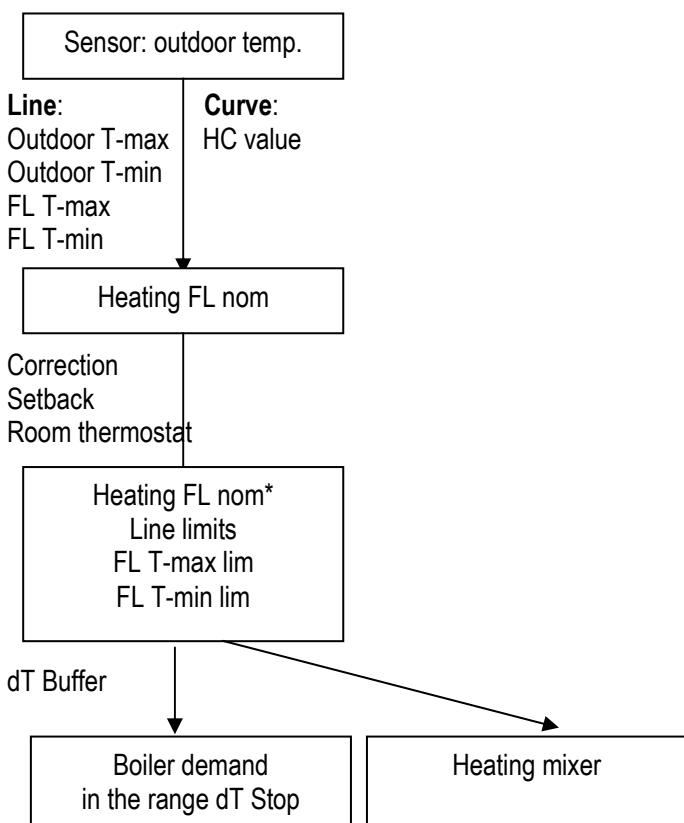 Sensor: outdoor temp.
Line: Curve:
Outdoor T-max HC value
Outdoor T-min
FL T-max
FL T-min
Heating FL nom
Correction
Setback
Room thermostat
Heating FL nom*
Line limits
FL T-max lim
FL T-min lim
dT Buffer
Boiler demand
in the range dT Stop
Heating mixer